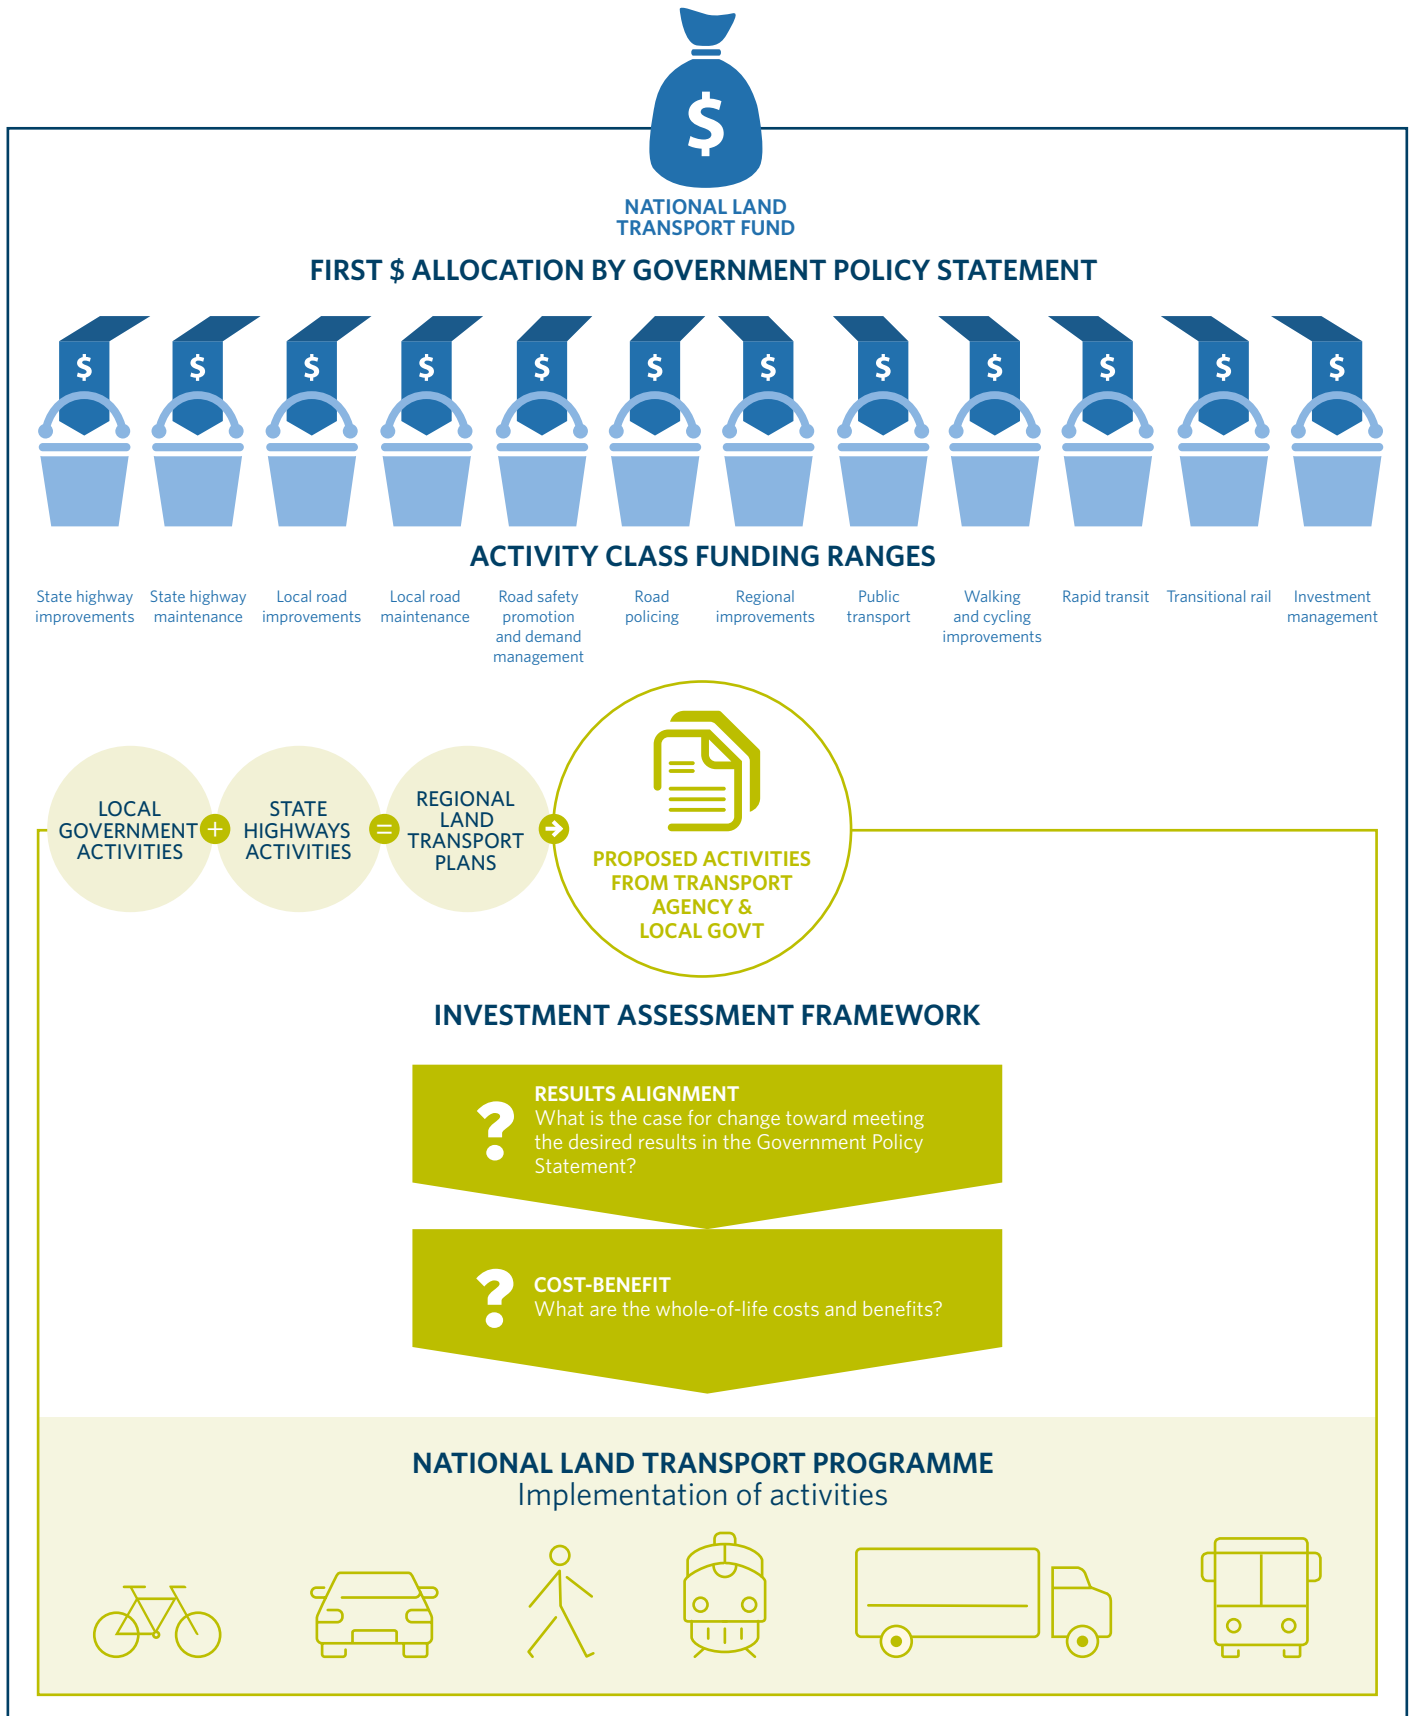 $
NATIONAL LAND
TRANSPORT FUND
FIRST $ ALLOCATION BY GOVERNMENT POLICY STATEMENT
$ $ $ $ $ $ $ $ $ $ $ $
ACTIVITY CLASS FUNDING RANGES
State highway
improvements
State highway
maintenance
Local road
improvements
Local road
maintenance
Road safety
promotion
and demand
management
Road
policing
Regional
improvements
Public
transport
Walking
and cycling
improvements
Rapid transit
Transitional rail
Investment
management
LOCAL
GOVERNMENT
ACTIVITIES
+
STATE
HIGHWAYS
ACTIVITIES
=
REGIONAL
LAND
TRANSPORT
PLANS
PROPOSED ACTIVITIES
FROM TRANSPORT
AGENCY &
LOCAL GOVT
INVESTMENT ASSESSMENT FRAMEWORK
?
RESULTS ALIGNMENT
What is the case for change toward meeting
the desired results in the Government Policy
Statement?
?
COST-BENEFIT
What are the whole-of-life costs and benefits?
NATIONAL LAND TRANSPORT PROGRAMME
Implementation of activities